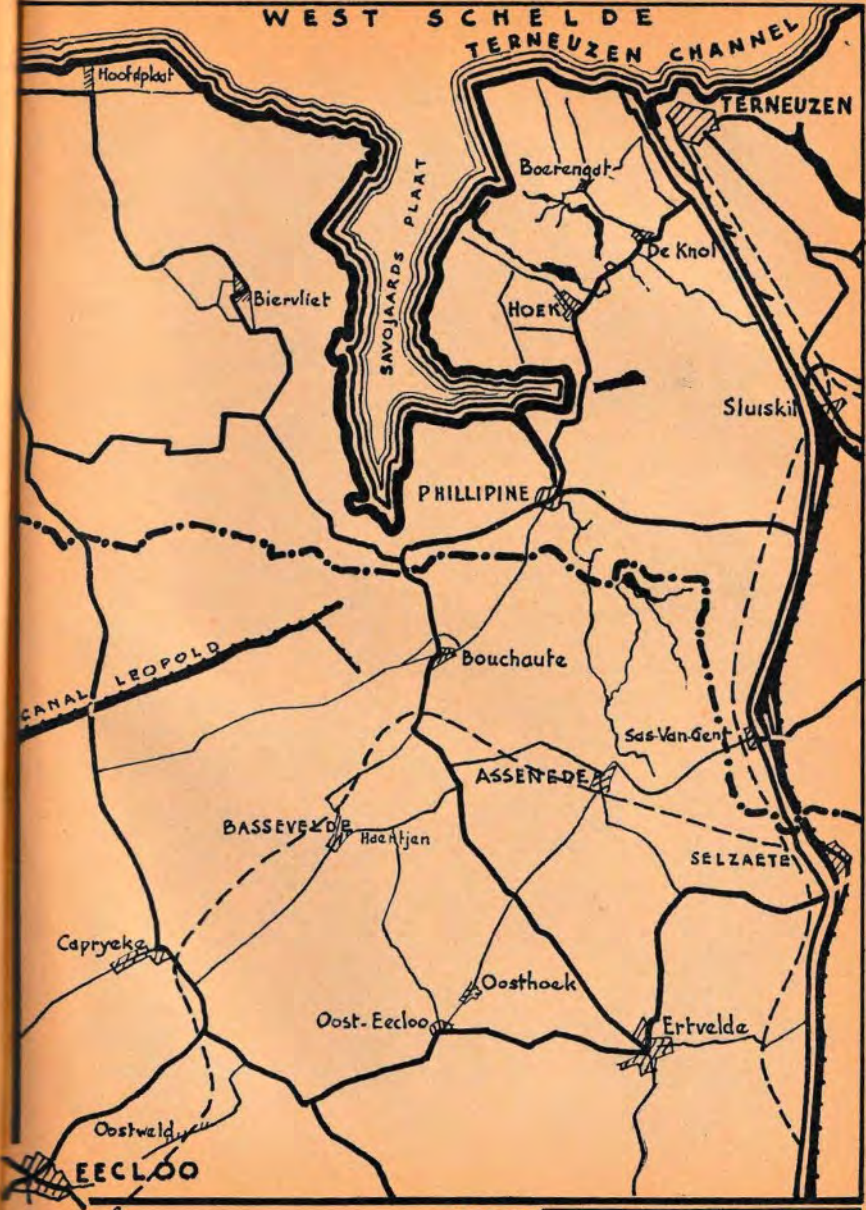 WEST SCHELDE
TERNEUZEN CHANNEL
Hoofdplaat
TERNEUZEN
Boerengat
SAVOJAARDS PLAAT
De Knol
Biervliet
HOEK
Sluiskil
PHILLIPINE
CANAL LEOPOLD
Bouchaute
Sas-Van-Gent
ASSENEDE
BASSEVELDE
Haentjen
SELZAETE
Capryeke
Oosthoek
Oost-Eecloo
Ertvelde
Oostweld
EECLOO